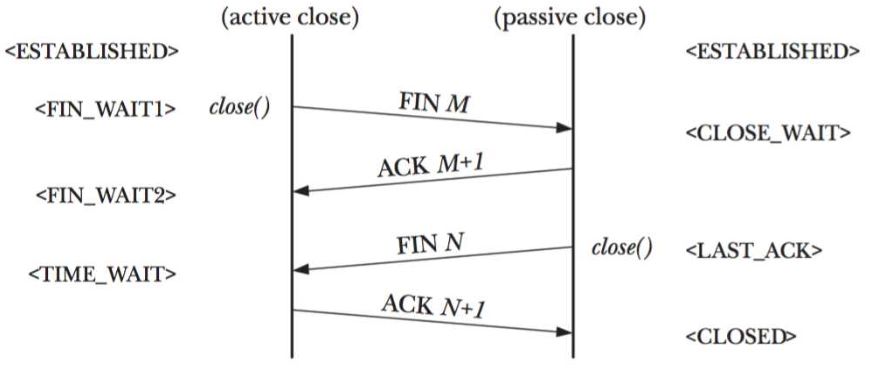 (active close) (passive close)
<ESTABLISHED> <ESTABLISHED>
<FIN_WAIT1> close() FIN M
<CLOSE_WAIT>
ACK M+1
<FIN_WAIT2>
FIN N close() <LAST_ACK>
<TIME_WAIT>
ACK N+1
<CLOSED>